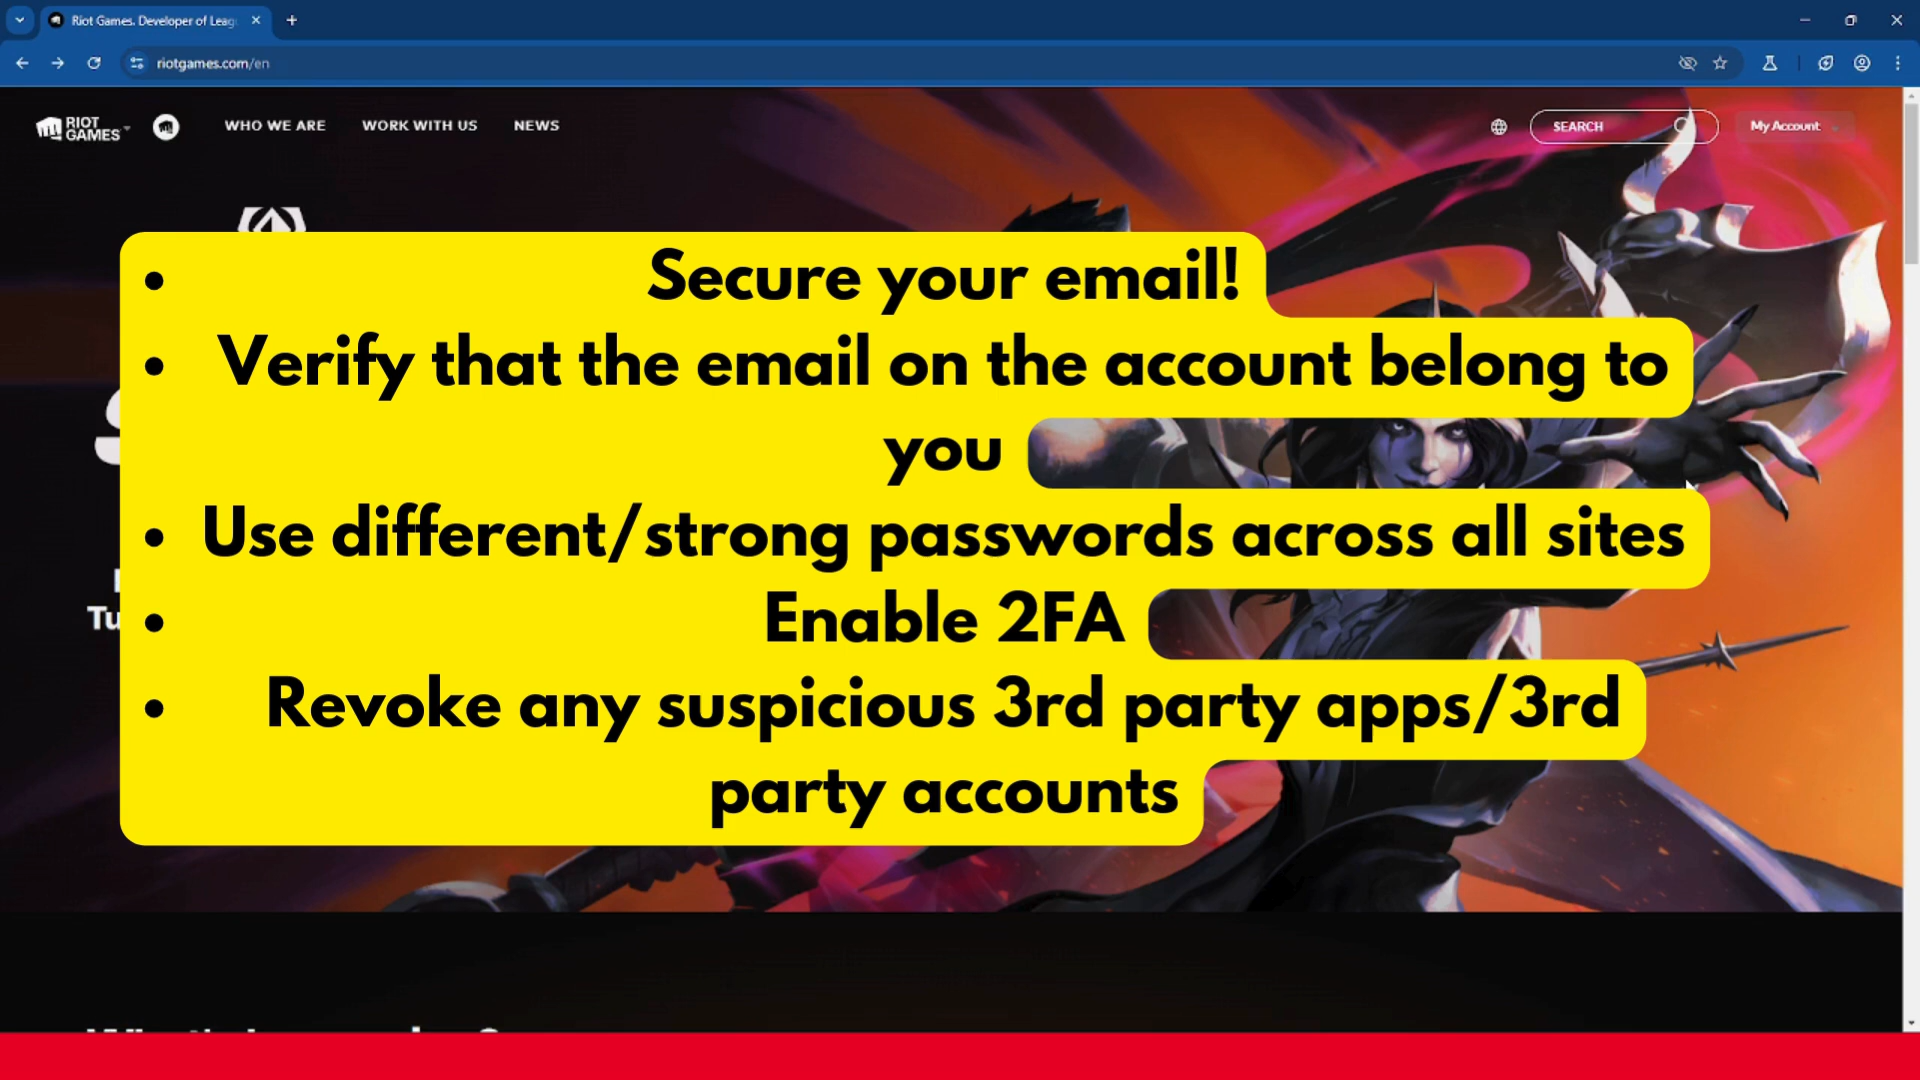 Riot Games. Developer of Leag
riotgames.com/en
RIOT GAMES
WHO WE ARE
WORK WITH US
NEWS
SEARCH
My Account
• Secure your email!
• Verify that the email on the account belong to
you
• Use different/strong passwords across all sites
• Enable 2FA
• Revoke any suspicious 3rd party apps/3rd
party accounts
Tu